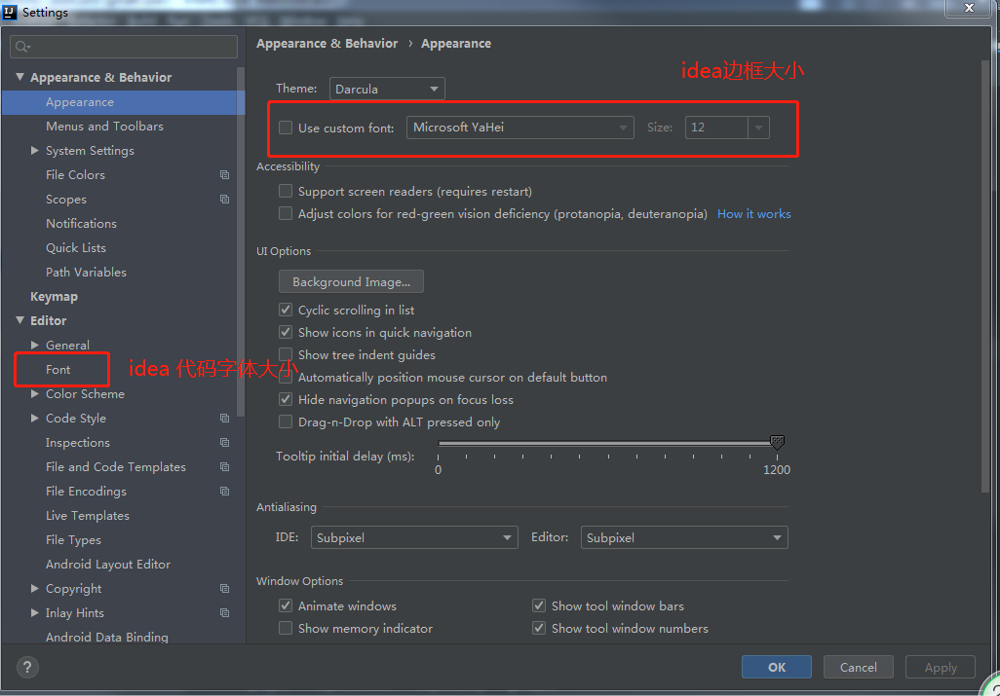 Settings
Appearance & Behavior › Appearance
idea边框大小
Theme: Darcula
Use custom font: Microsoft YaHei Size: 12
Accessibility
Support screen readers (requires restart)
Adjust colors for red-green vision deficiency (protanopia, deuteranopia) How it works
UI Options
Background Image...
Cyclic scrolling in list
Show icons in quick navigation
Show tree indent guides
Automatically position mouse cursor on default button
Hide navigation popups on focus loss
Drag-n-Drop with ALT pressed only
Tooltip initial delay (ms):
0 1200
Antialiasing
IDE: Subpixel Editor: Subpixel
Window Options
Animate windows Show tool window bars
Show memory indicator Show tool window numbers
Appearance & Behavior
Appearance
Menus and Toolbars
System Settings
File Colors
Scopes
Notifications
Quick Lists
Path Variables
Keymap
Editor
General
Font
idea 代码字体大小
Color Scheme
Code Style
Inspections
File and Code Templates
File Encodings
Live Templates
File Types
Android Layout Editor
Copyright
Inlay Hints
Android Data Binding
?
OK Cancel Apply